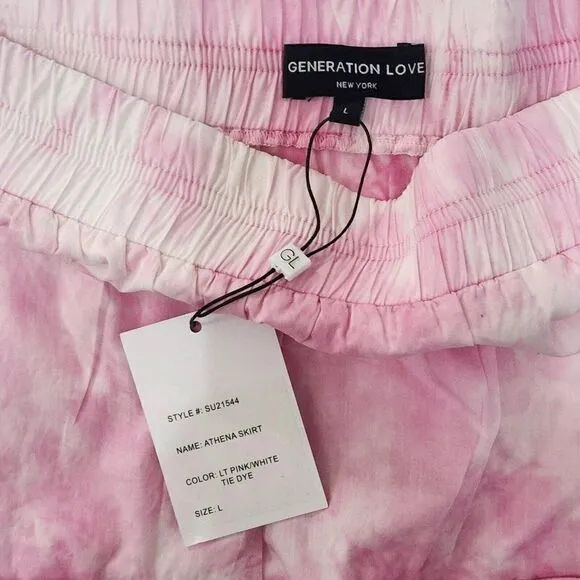 GENERATION LOVE
NEW YORK
L
GL
STYLE #: SU21544
NAME: ATHENA SKIRT
COLOR: LT PINK/WHITE
TIE DYE
SIZE: L